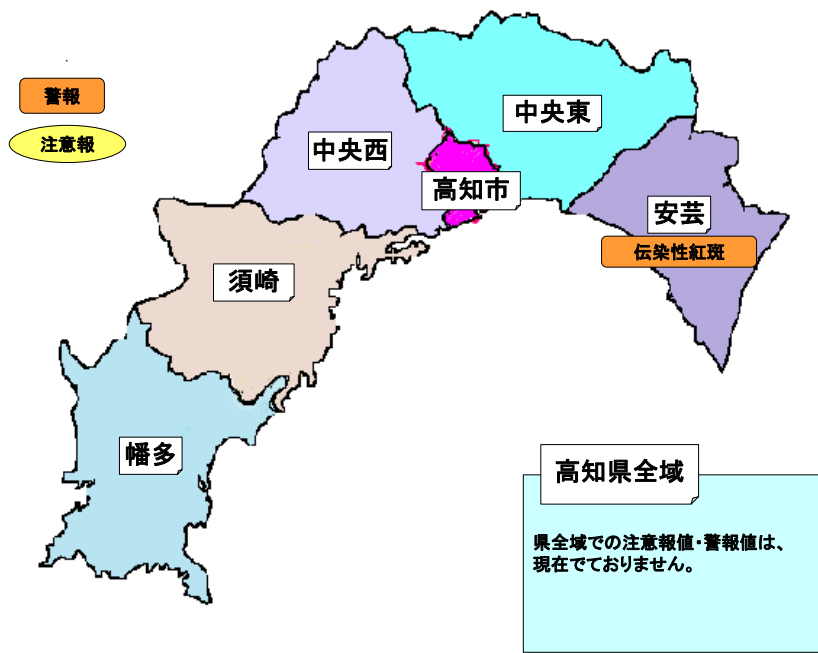 警報
注意報
中央東
中央西
高知市
安芸
伝染性紅斑
須崎
幡多
高知県全域
県全域での注意報値・警報値は、
現在でておりません。